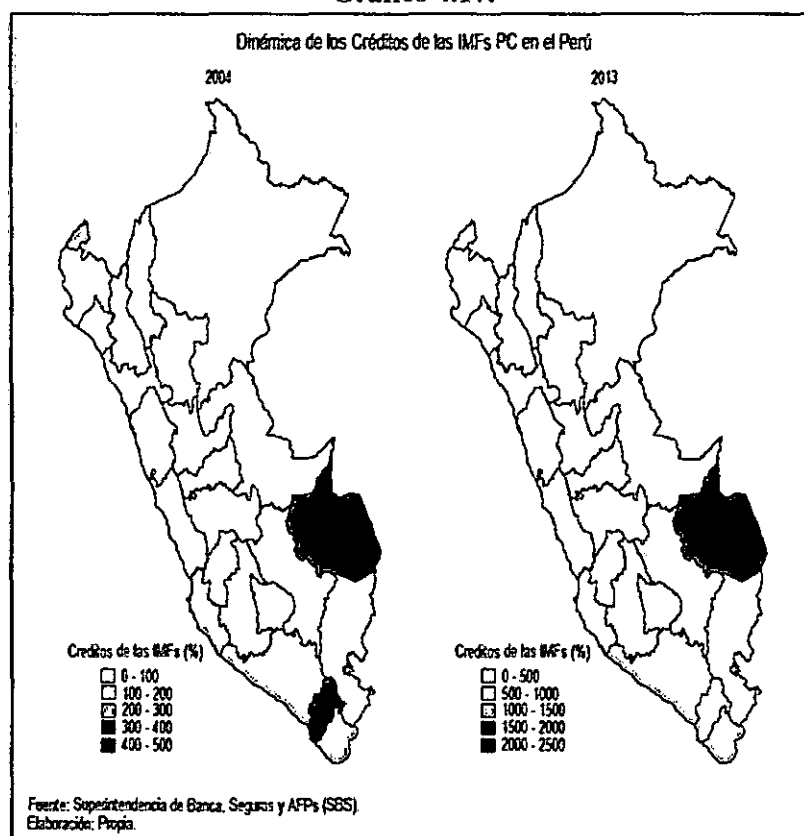 Dinámica de los Créditos de las IMFs PC en el Perú
2004
2013
Creditos de las IMFs (%)
0 - 100
100 - 200
200 - 300
300 - 400
400 - 500
Creditos de las IMFs (%)
0 - 500
500 - 1000
1000 - 1500
1500 - 2000
2000 - 2500
Fuente: Superintendencia de Banca, Seguros y AFPs (SBS).
Elaboración: Propia.